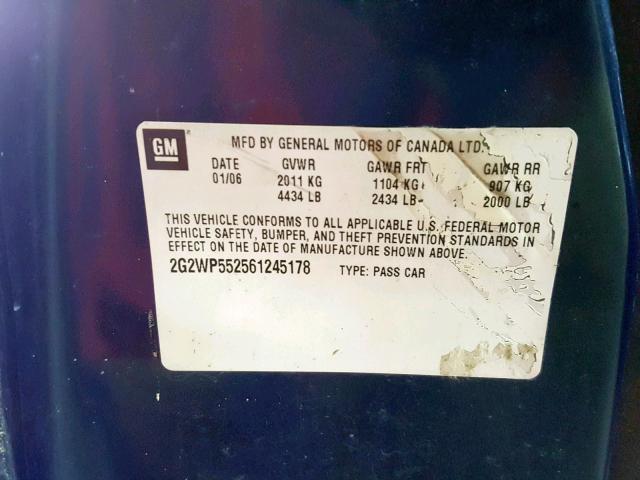 GM MFD BY GENERAL MOTORS OF CANADA LTD.
DATE GVWR GAWR FRT GAWR RR
01/06 2011 KG 1104 KG 907 KG
4434 LB 2434 LB 2000 LB
THIS VEHICLE CONFORMS TO ALL APPLICABLE U.S. FEDERAL MOTOR
VEHICLE SAFETY, BUMPER, AND THEFT PREVENTION STANDARDS IN
EFFECT ON THE DATE OF MANUFACTURE SHOWN ABOVE.
2G2WP552561245178 TYPE: PASS CAR